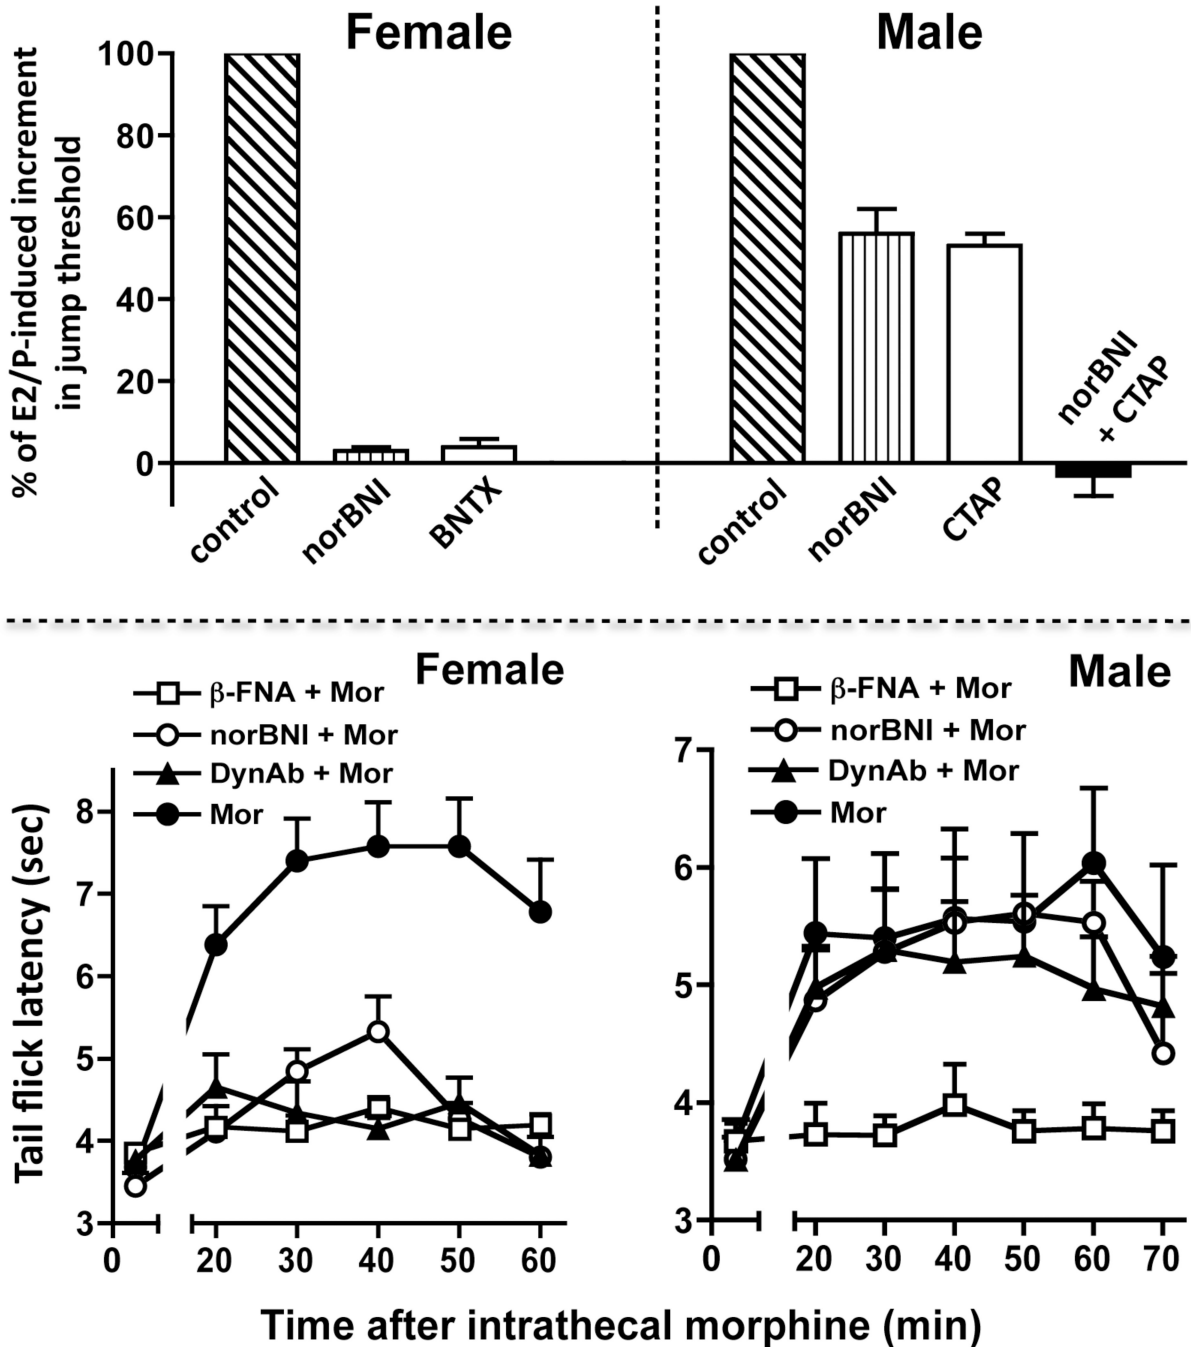 Female
Male
% of E2/P-induced increment
in jump threshold
100
80
60
40
20
0
control
norBNI
BNTX
control
norBNI
CTAP
norBNI
+ CTAP
Female
β-FNA + Mor
norBNI + Mor
DynAb + Mor
Mor
Tail flick latency (sec)
8
7
6
5
4
3
0
20
30
40
50
60
Male
β-FNA + Mor
norBNI + Mor
DynAb + Mor
Mor
7
6
5
4
3
0
20
30
40
50
60
70
Time after intrathecal morphine (min)